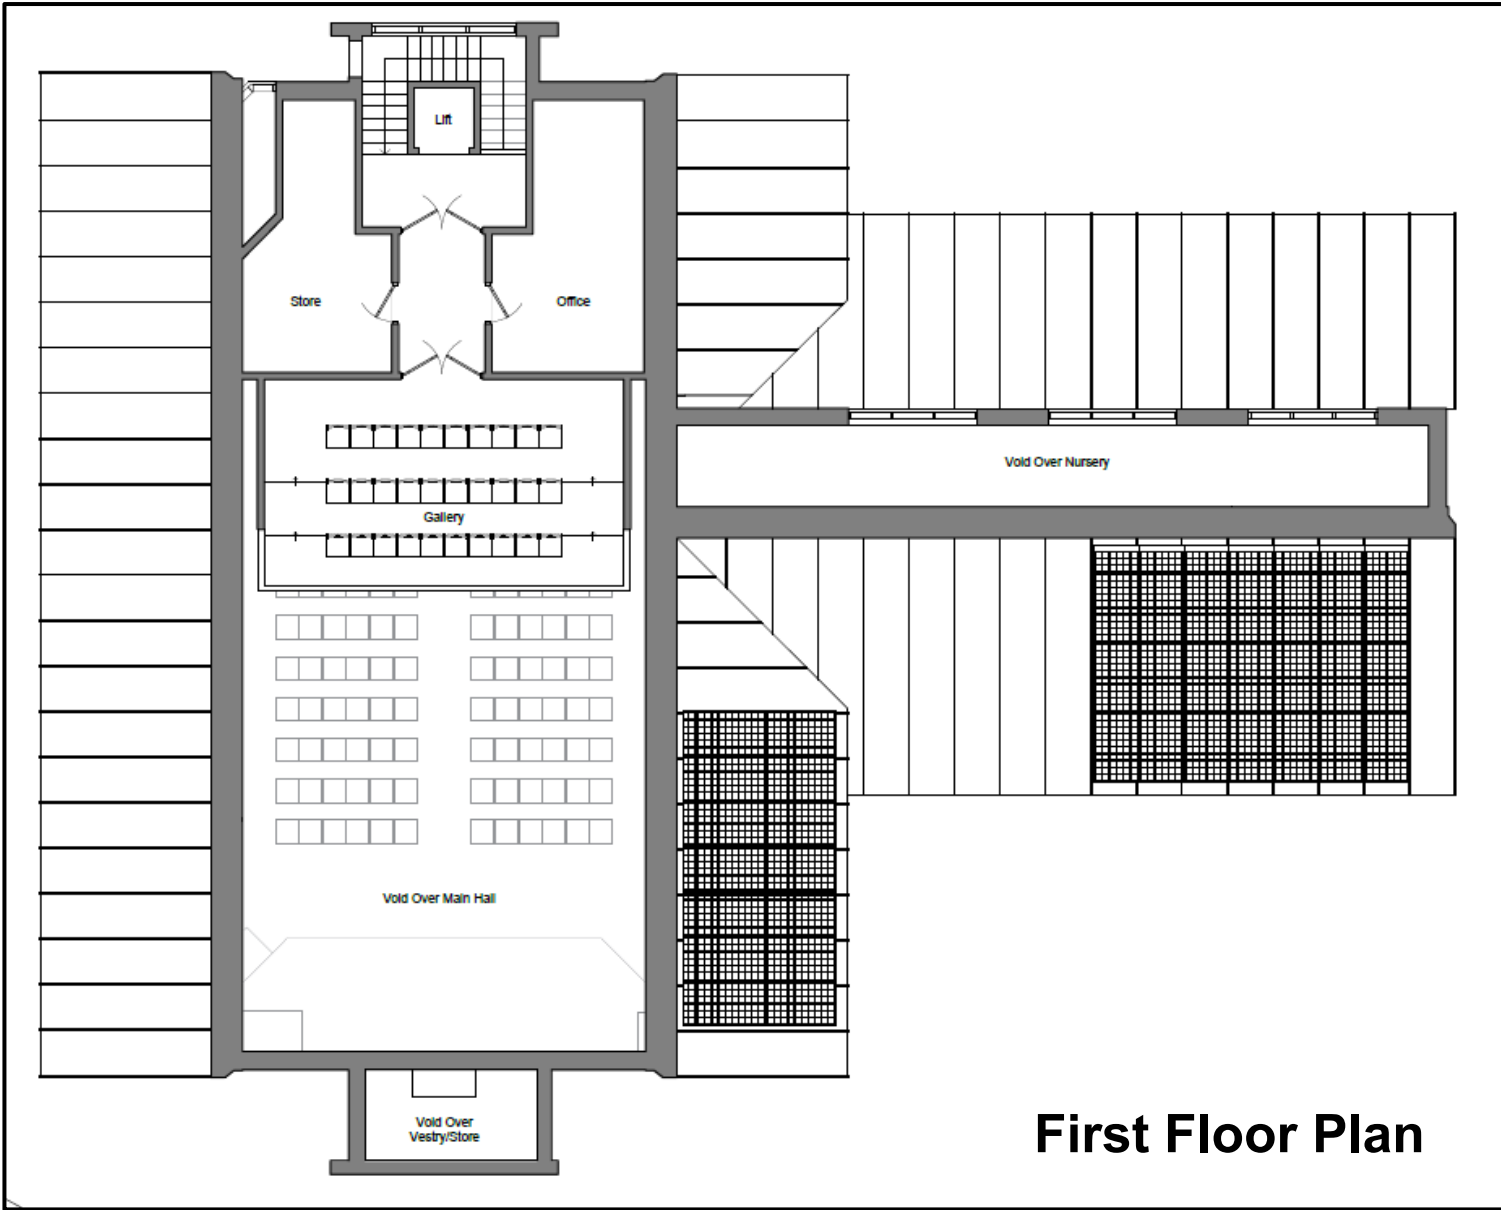 Lift
Store
Office
Void Over Nursery
Gallery
Void Over Main Hall
Void Over
Vestry/Store
First Floor Plan